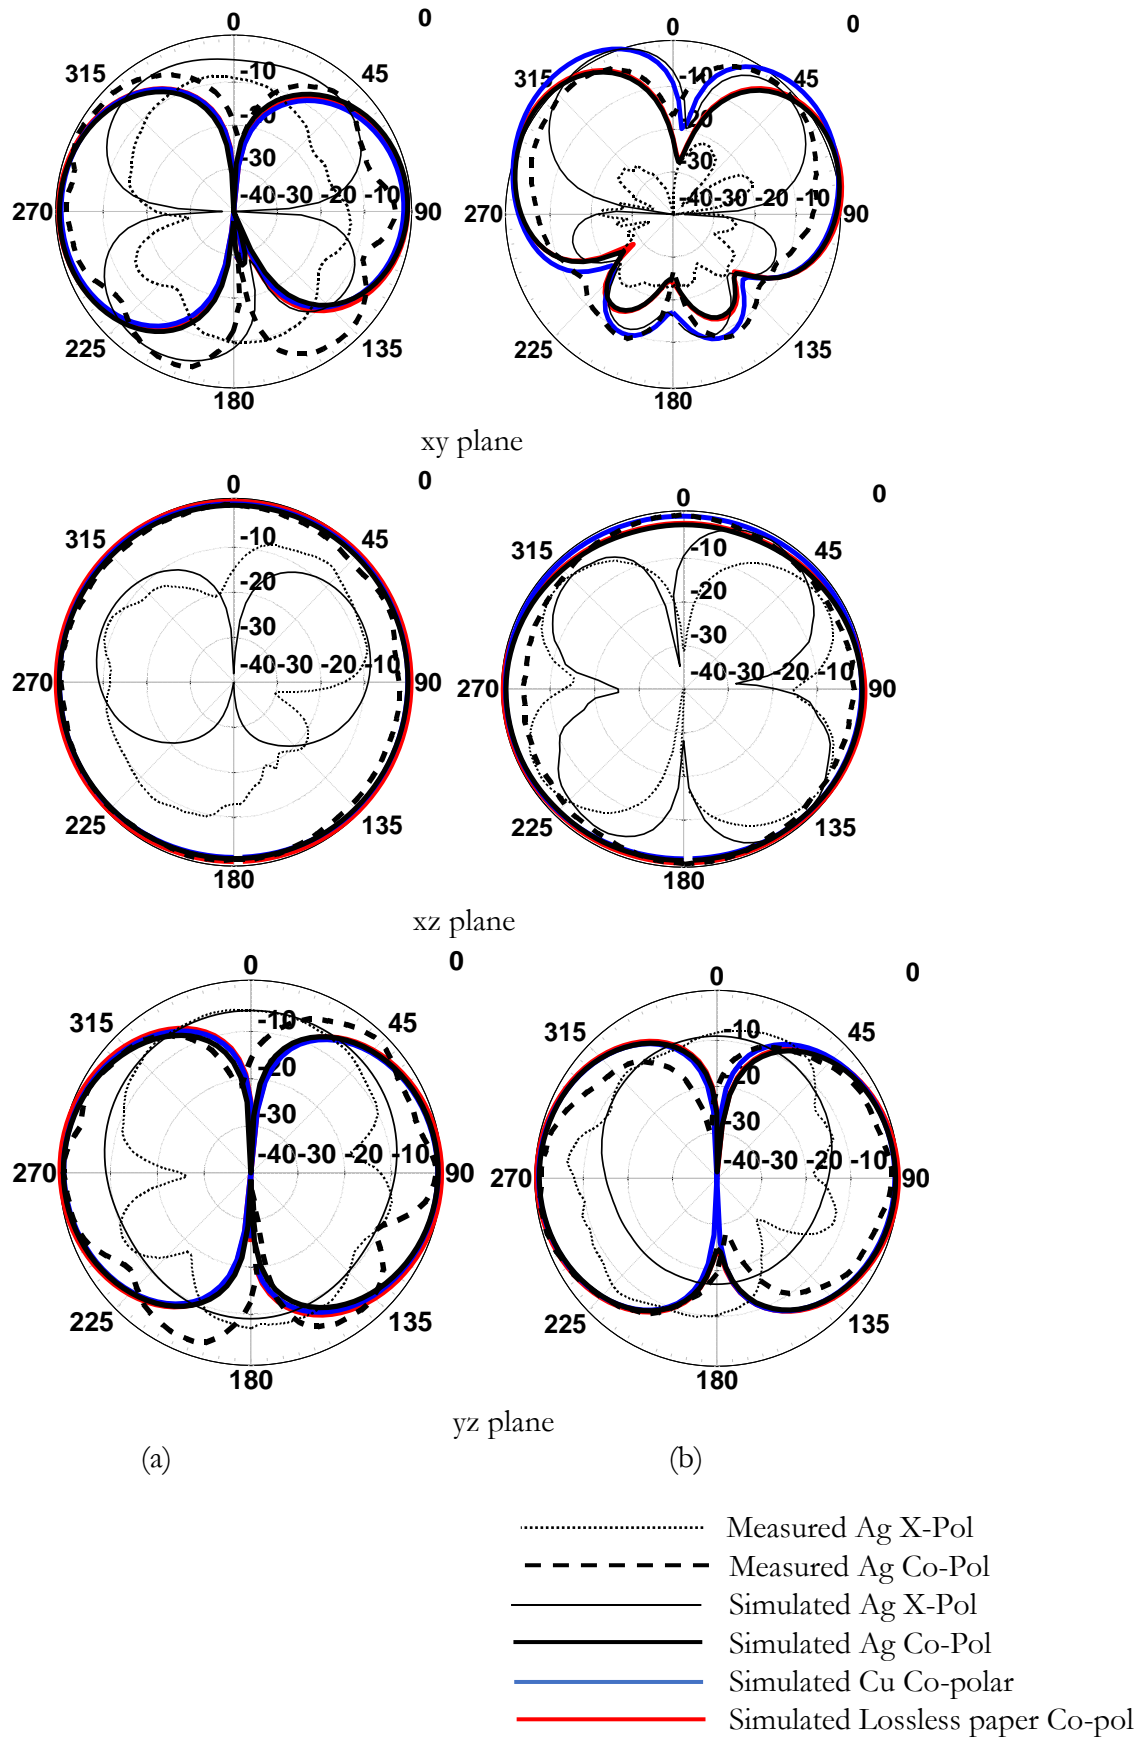 0 0
0 0
315 -10 45
315 -10 45
-20
-20
-30
-30
-40 -30 -20 -10
-40 -30 -20 -10
270 90
270 90
225 135
225 135
180
180
xy plane
0 0
0 0
315 -10 45
315 -10 45
-20
-20
-30
-30
-40 -30 -20 -10
-40 -30 -20 -10
270 90
270 90
225 135
225 135
180
180
xz plane
0 0
0 0
315 -10 45
315 -10 45
-20
-20
-30
-30
-40 -30 -20 -10
-40 -30 -20 -10
270 90
270 90
225 135
225 135
180
180
yz plane
(a) (b)
Measured Ag X-Pol
Measured Ag Co-Pol
Simulated Ag X-Pol
Simulated Ag Co-Pol
Simulated Cu Co-polar
Simulated Lossless paper Co-pol